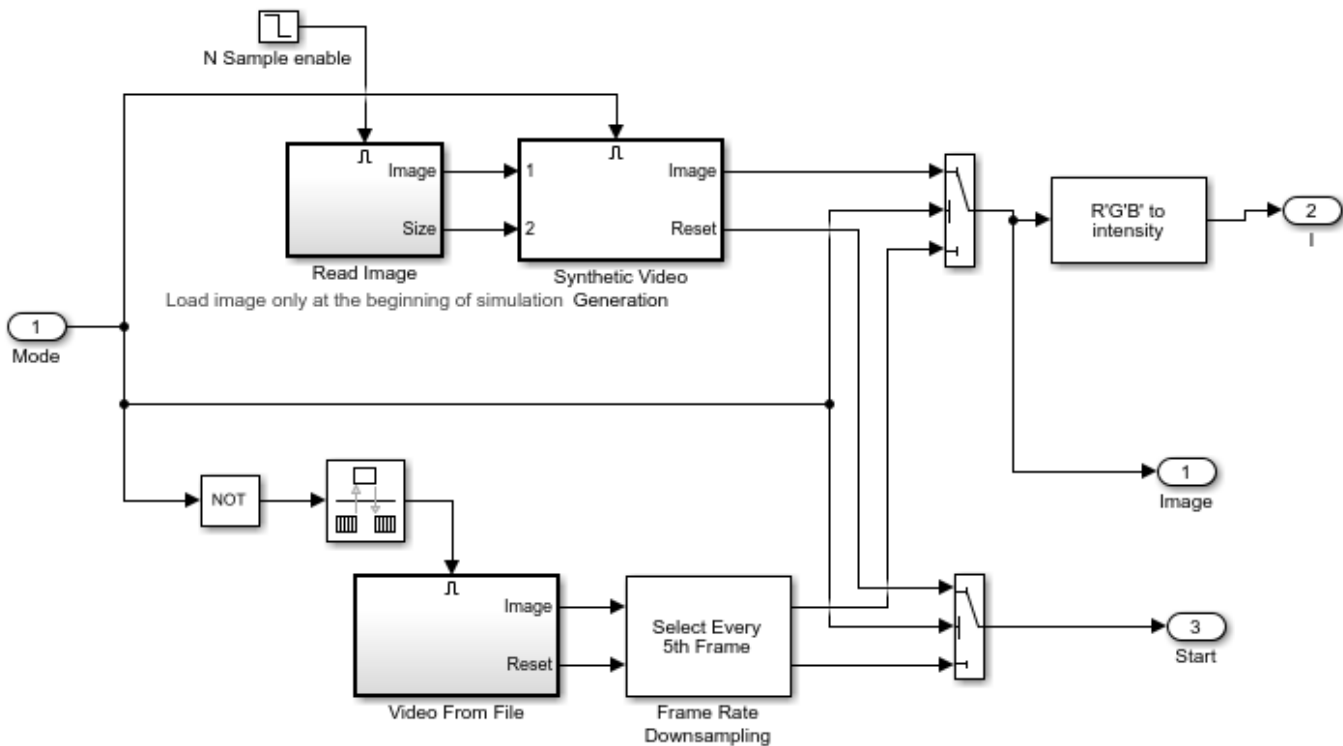 N Sample enable
Image
1
Image
Size
2
Reset
Read Image
Synthetic Video
Load image only at the beginning of simulation
Generation
R'G'B' to
intensity
2
I
1
Mode
NOT
1
Image
Image
Reset
Video From File
Select Every
5th Frame
Frame Rate
Downsampling
3
Start